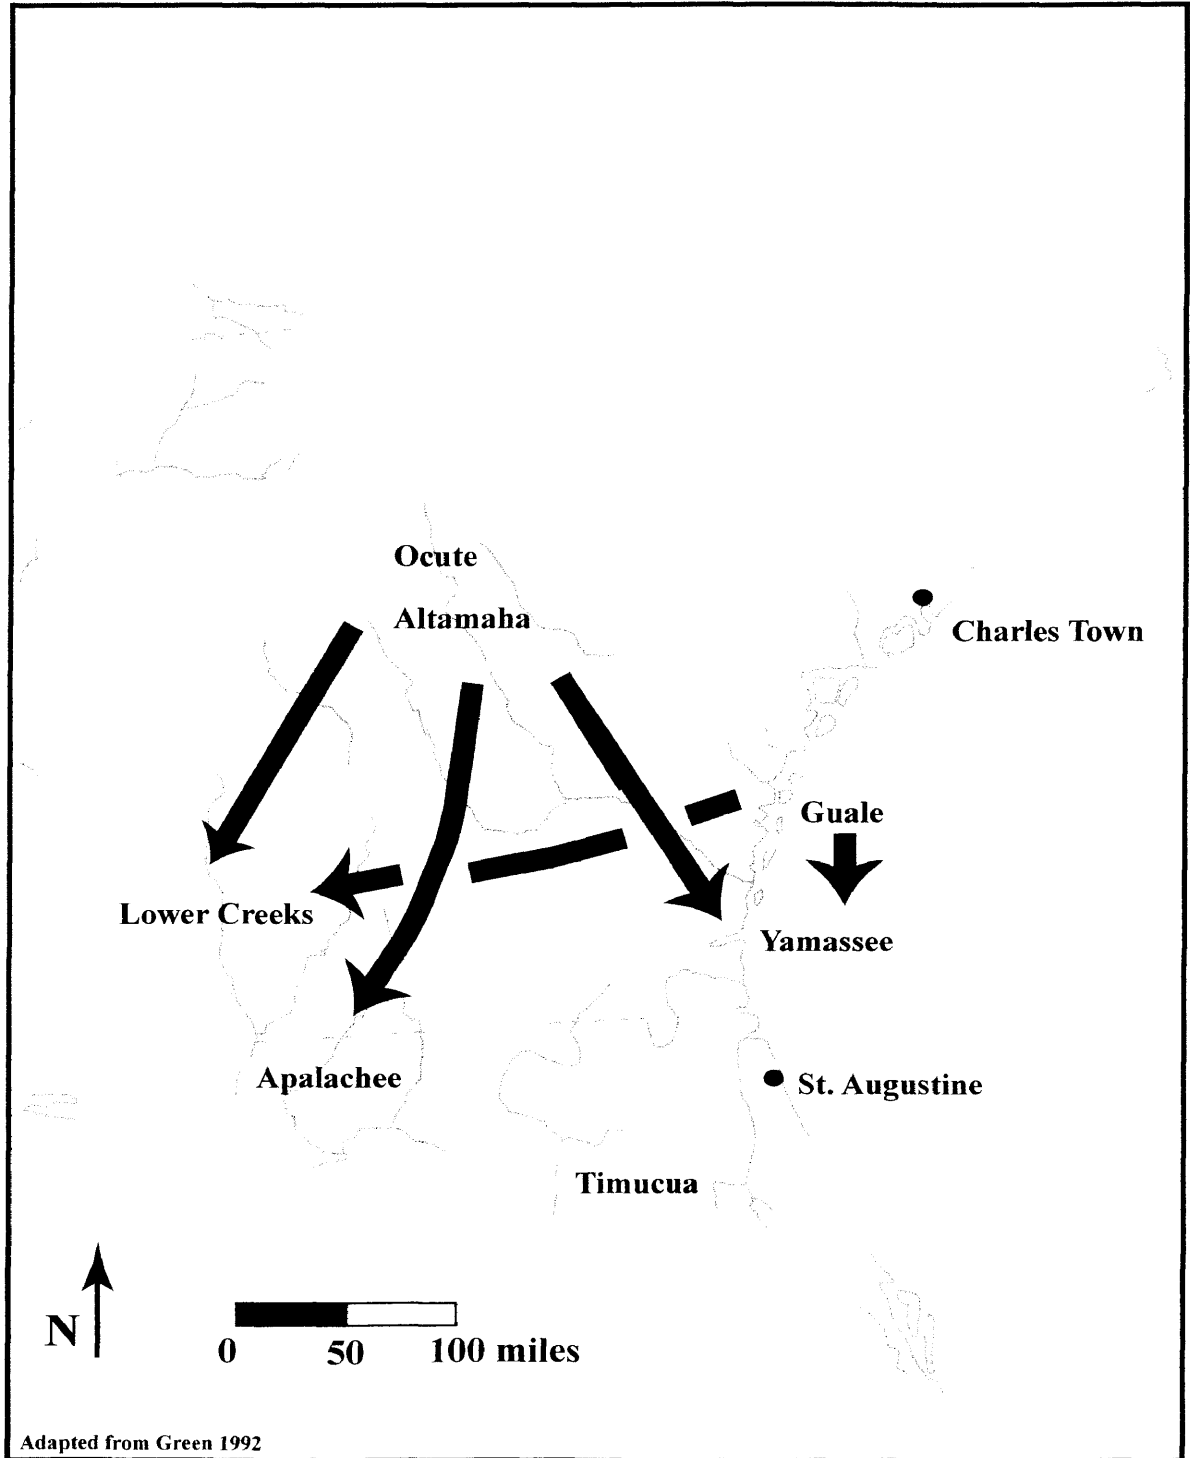 Ocute
Altamaha
Charles Town
Guale
Lower Creeks
Yamassee
Apalachee
St. Augustine
Timucua
N
0 50 100 miles
Adapted from Green 1992